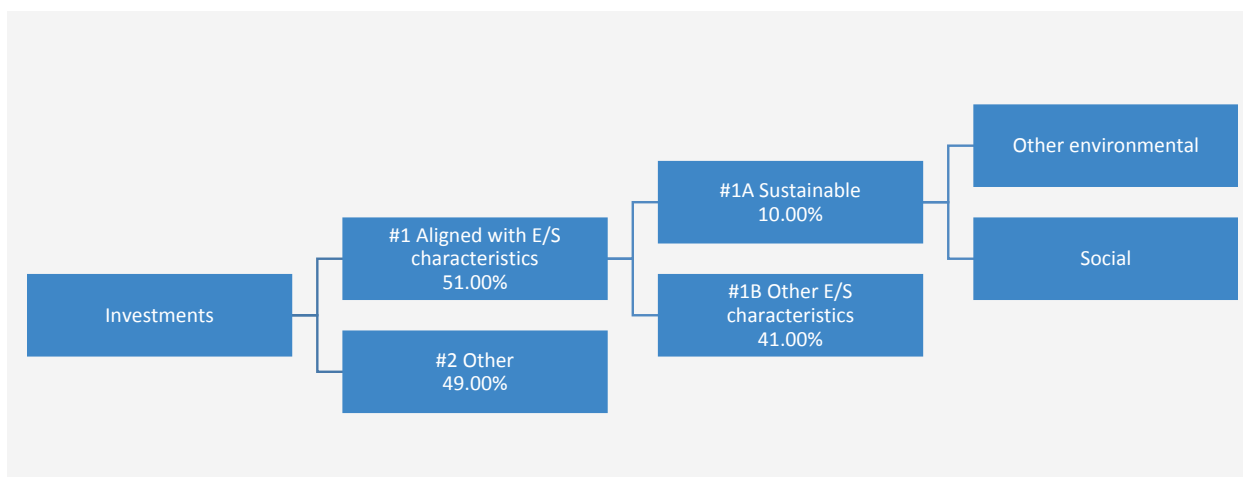 Investments
#1 Aligned with E/S
characteristics
51.00%
#2 Other
49.00%
#1A Sustainable
10.00%
#1B Other E/S
characteristics
41.00%
Other environmental
Social